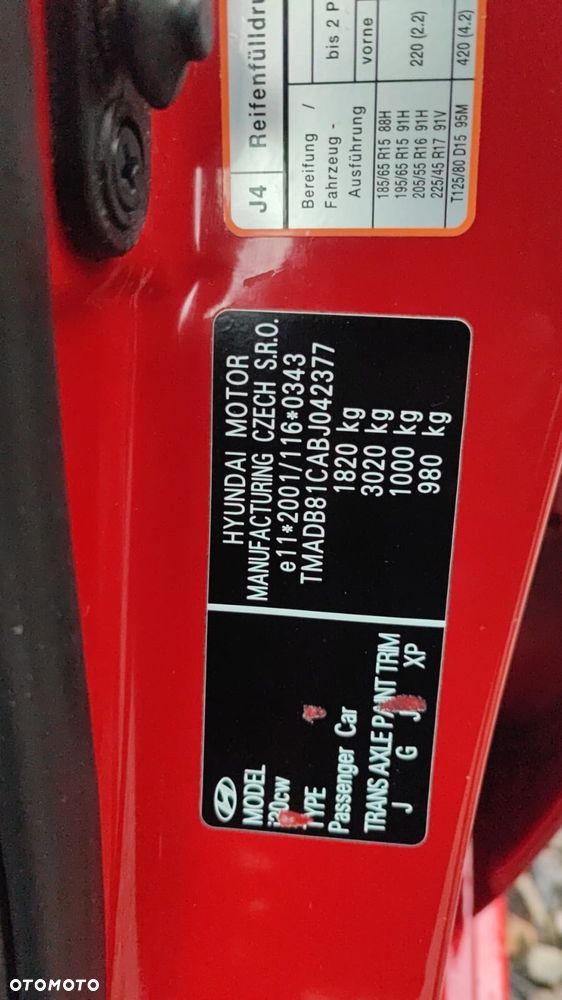 J4 Reifenfülldru
Bereifung /
Fahrzeug -
Ausführung
bis 2 P
vorne
185/65 R15 88H
195/65 R15 91H
205/55 R16 91H
225/45 R17 91V
220 (2.2)
T125/80 D15 95M
420 (4.2)
HYUNDAI MOTOR
MANUFACTURING CZECH S.R.O.
e11*2001/116*0343
TMADB81CABJ042377
1820 kg
3020 kg
1000 kg
980 kg
MODEL
TYPE
Passenger Car
TRANS AXLE PAINT TRIM
J G XP
OTOMOTO